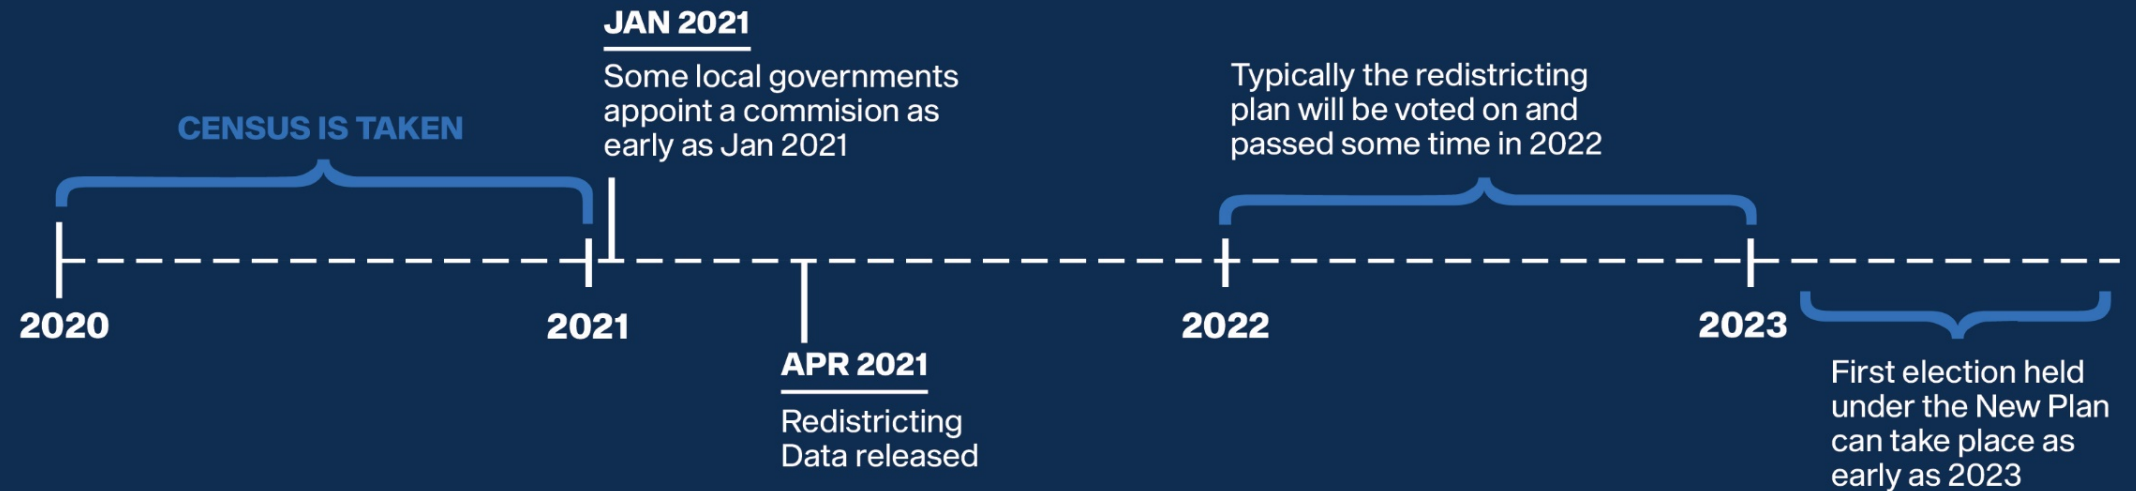 JAN 2021
Some local governments
appoint a commision as
early as Jan 2021
CENSUS IS TAKEN
Typically the redistricting
plan will be voted on and
passed some time in 2022
2020
2021
2022
2023
APR 2021
Redistricting
Data released
First election held
under the New Plan
can take place as
early as 2023